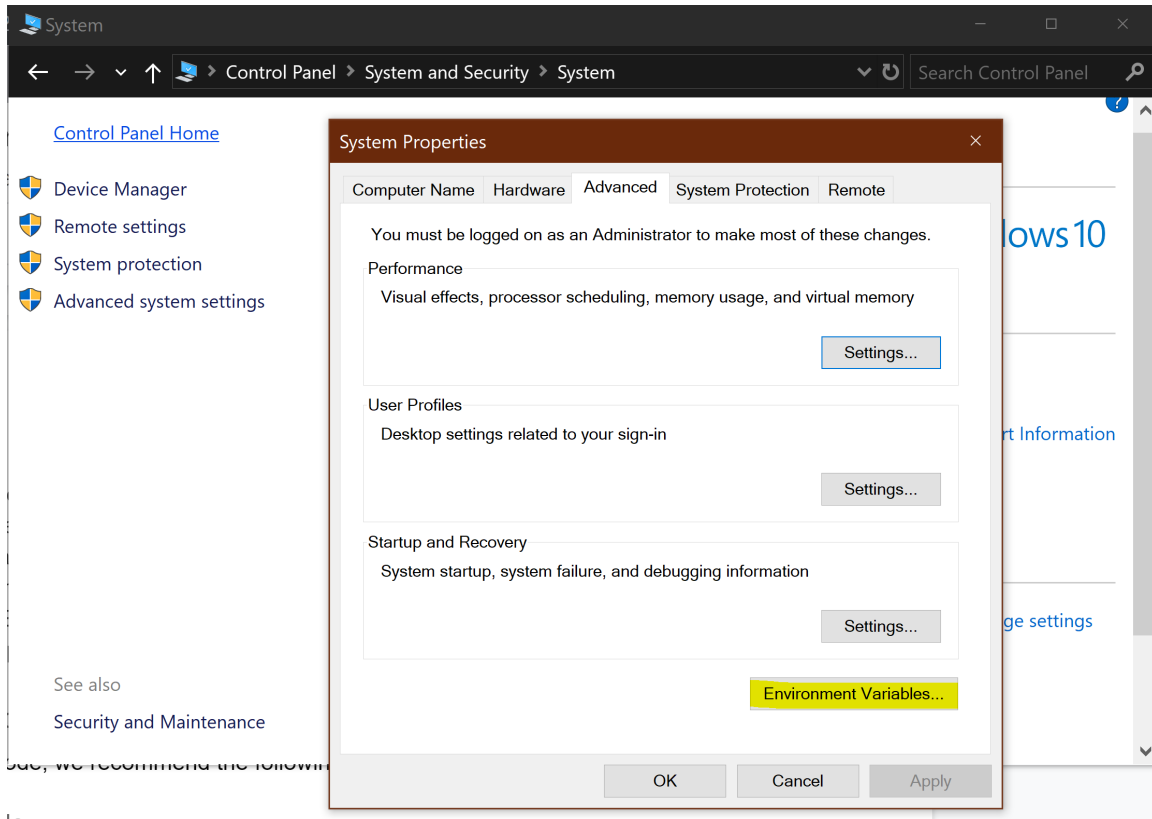 System
Control Panel > System and Security > System
Search Control Panel
Control Panel Home
Device Manager
Remote settings
System protection
Advanced system settings
See also
Security and Maintenance
System Properties
Computer Name Hardware Advanced System Protection Remote
You must be logged on as an Administrator to make most of these changes.
Performance
Visual effects, processor scheduling, memory usage, and virtual memory
Settings...
User Profiles
Desktop settings related to your sign-in
Settings...
Startup and Recovery
System startup, system failure, and debugging information
Settings...
Environment Variables...
OK Cancel Apply
?
lows 10
rt Information
ge settings
we recommend the followin